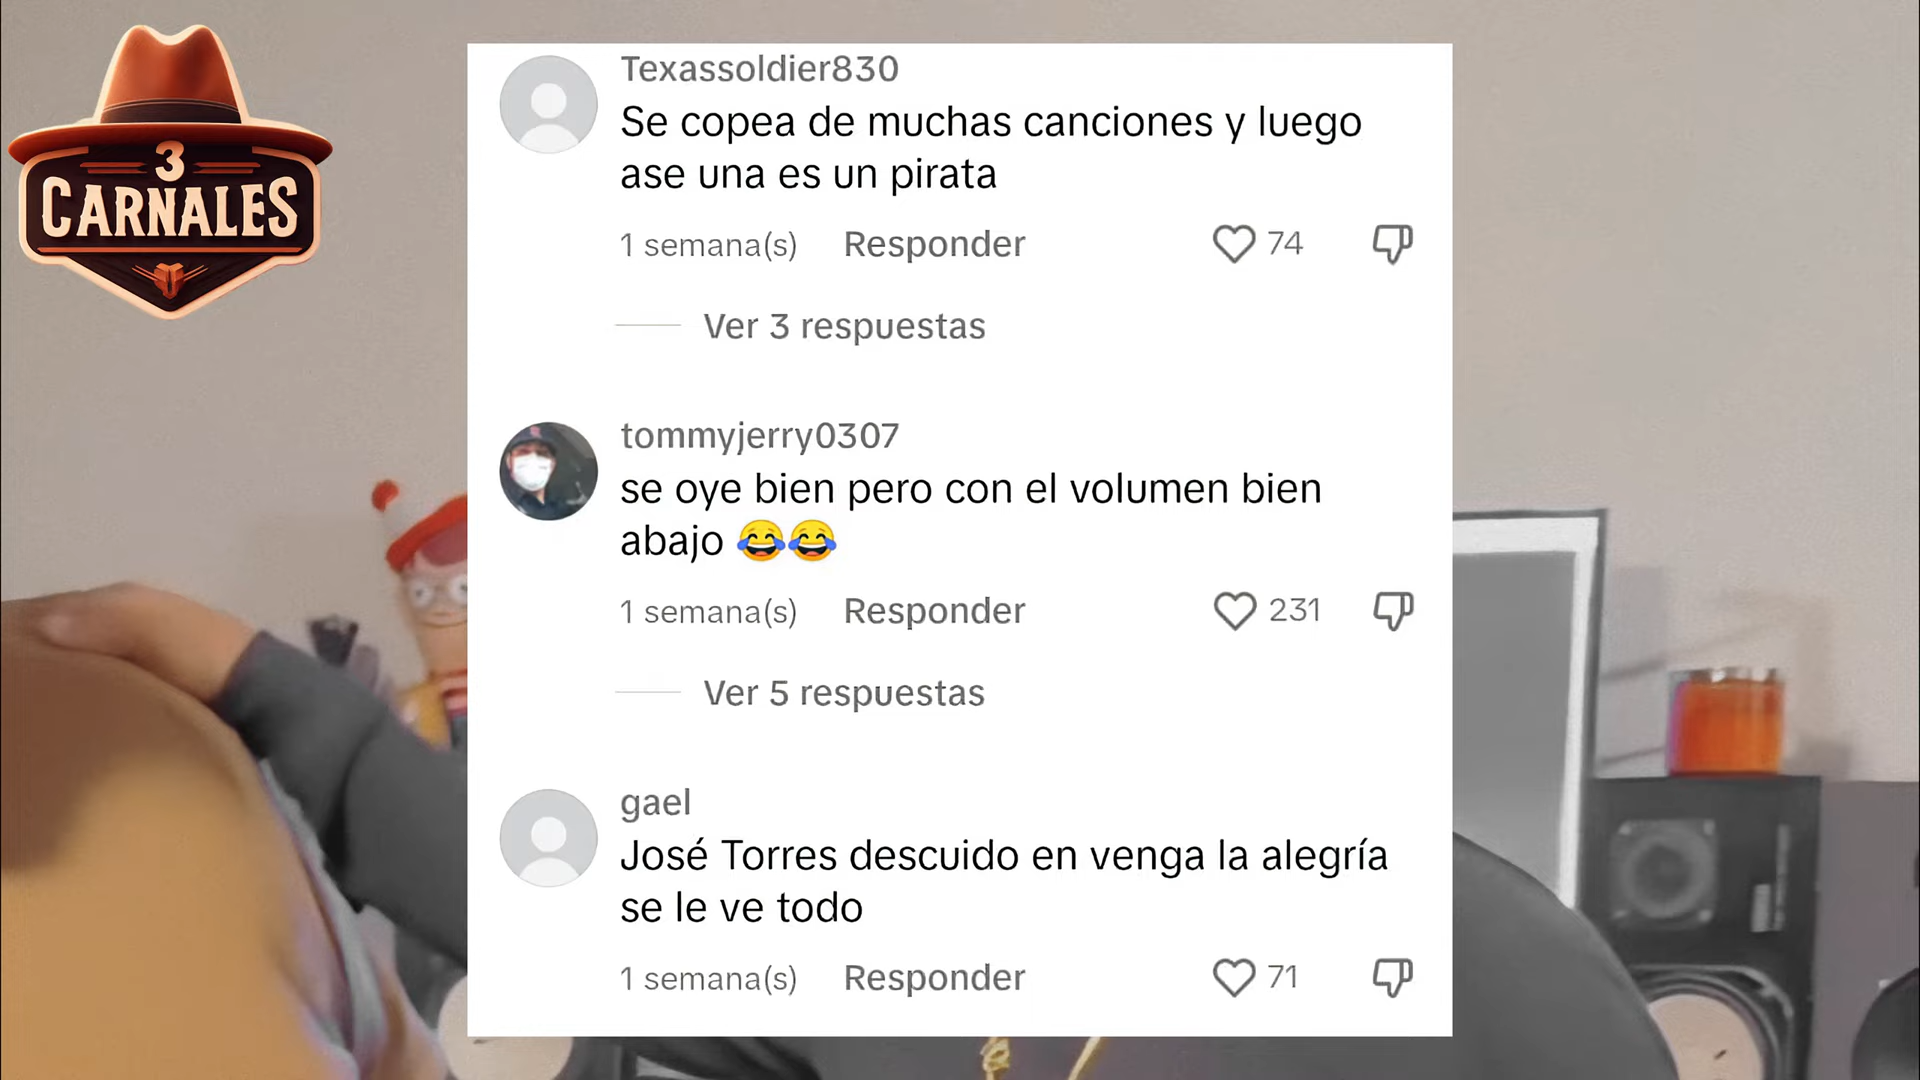 3
CARNALES
Texassoldier830
Se copea de muchas canciones y luego
ase una es un pirata
1 semana(s) Responder 74
Ver 3 respuestas
tommyjerry0307
se oye bien pero con el volumen bien
abajo 😂😂
1 semana(s) Responder 231
Ver 5 respuestas
gael
José Torres descuido en venga la alegría
se le ve todo
1 semana(s) Responder 71